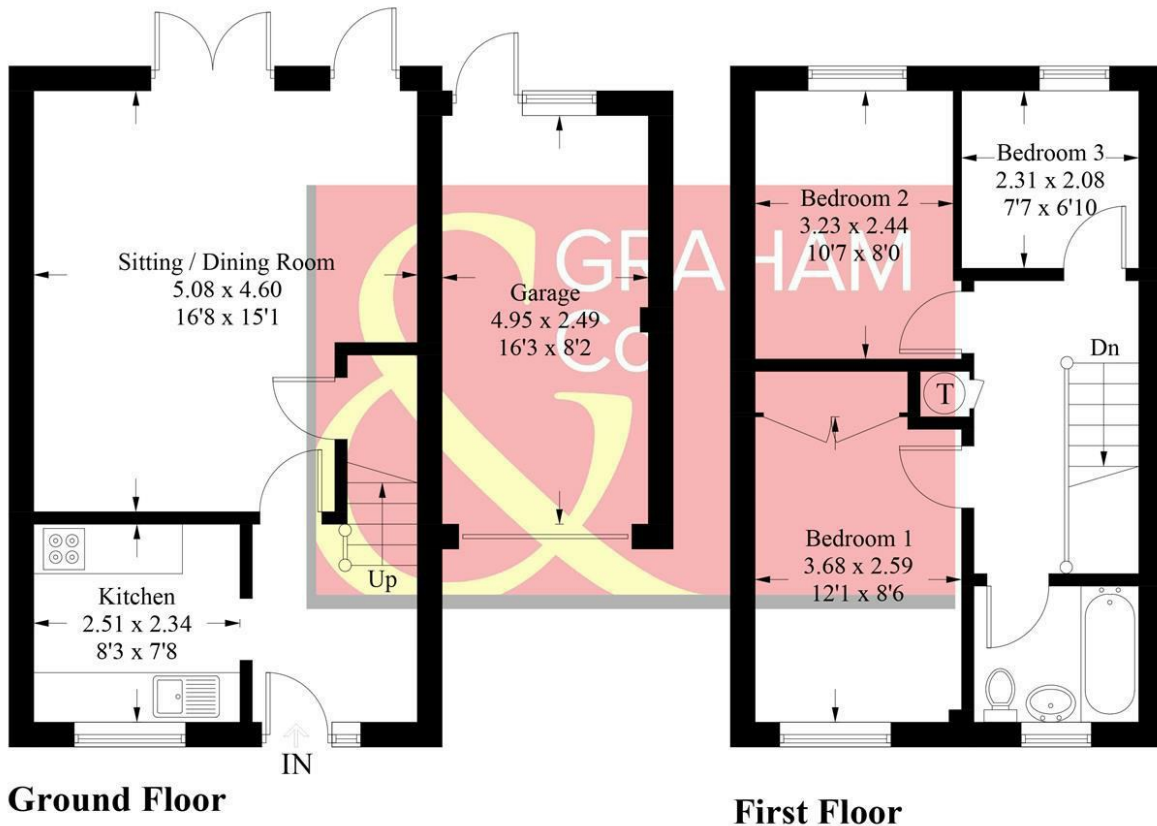 Sitting / Dining Room
5.08 x 4.60
16'8 x 15'1
Garage
4.95 x 2.49
16'3 x 8'2
Kitchen
2.51 x 2.34
8'3 x 7'8
Up
IN
Ground Floor
Bedroom 2
3.23 x 2.44
10'7 x 8'0
Bedroom 3
2.31 x 2.08
7'7 x 6'10
Dn
T
Bedroom 1
3.68 x 2.59
12'1 x 8'6
First Floor
&
GRAHAM
Co